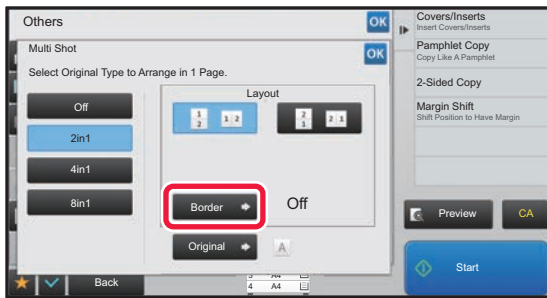 Others
OK
Multi Shot
OK
Select Original Type to Arrange in 1 Page.
Off
2in1
4in1
8in1
Layout
1
2
1 2
2
1
2 1
Border
Off
Original
A
Back
3 A4
4 A4
Covers/Inserts
Insert Covers/Inserts
Pamphlet Copy
Copy Like A Pamphlet
2-Sided Copy
Margin Shift
Shift Position to Have Margin
Preview
CA
Start